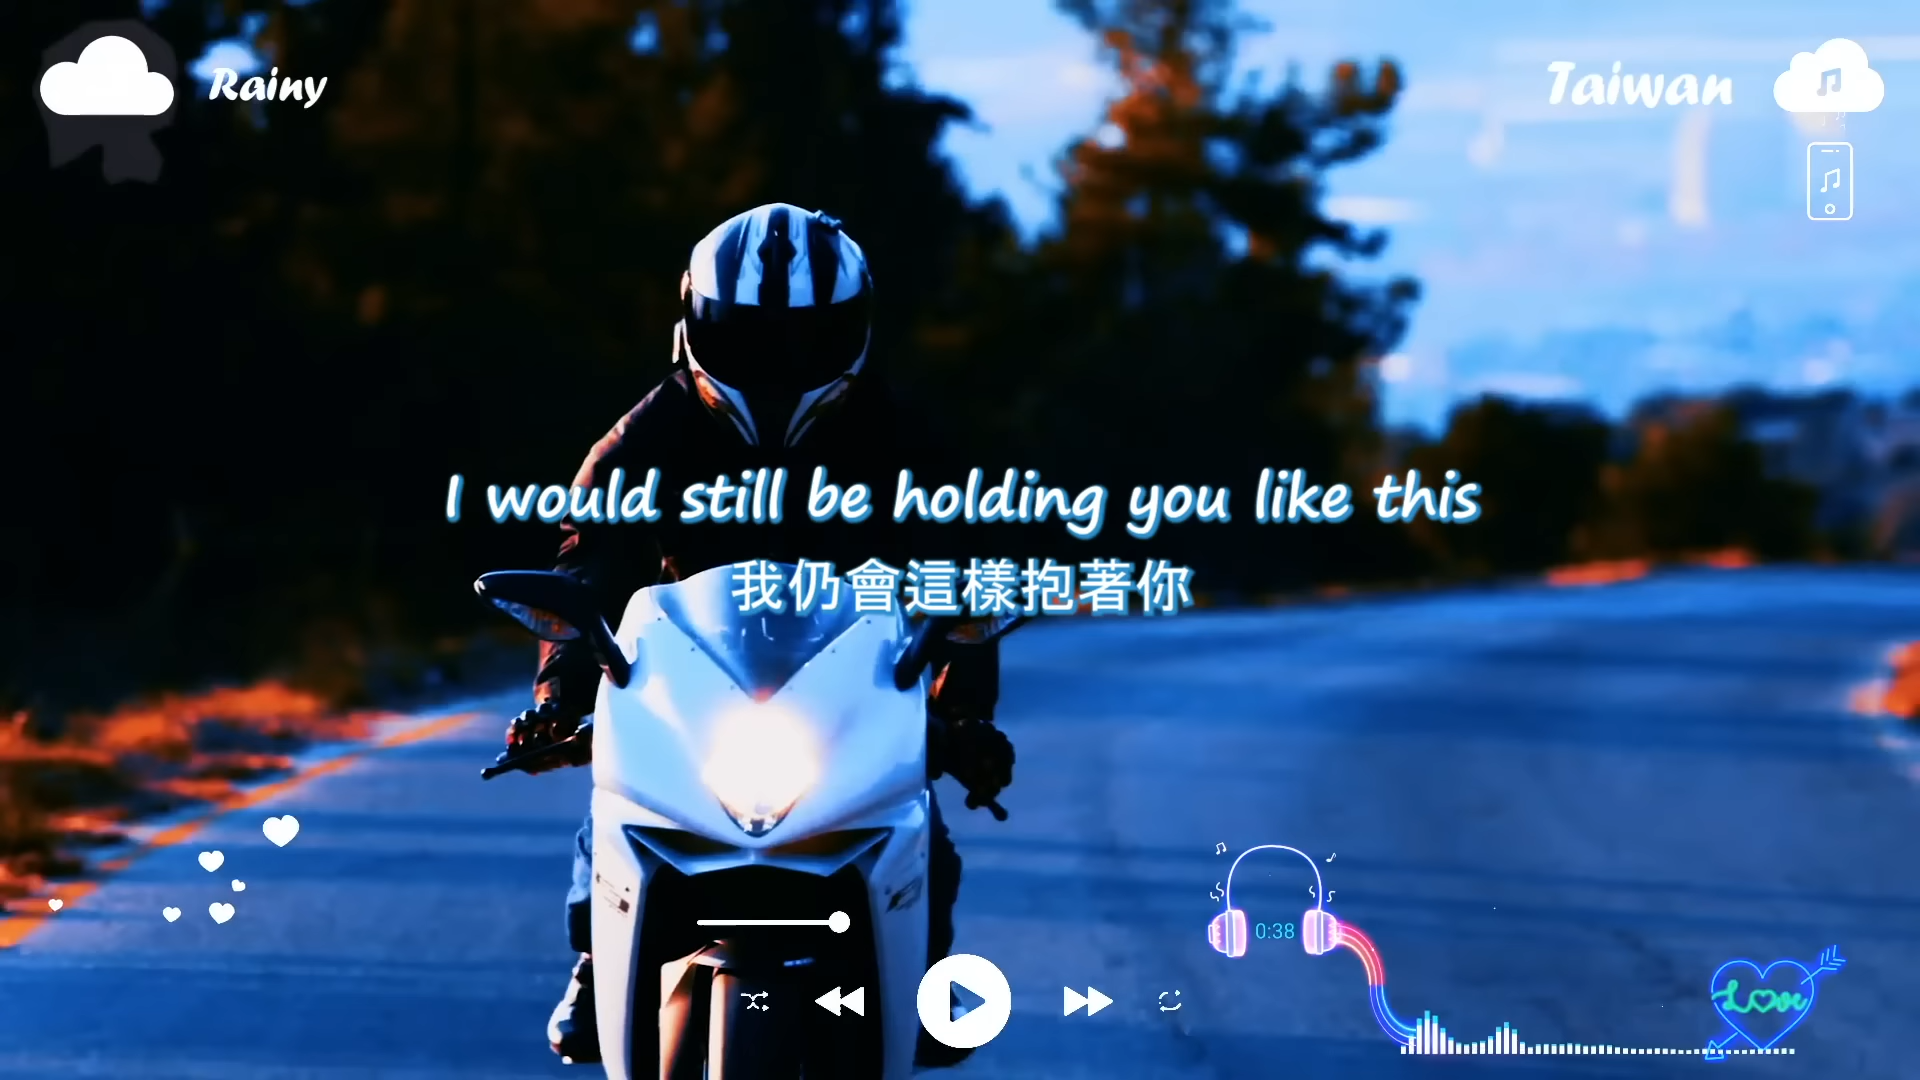 Rainy
Taiwan
I would still be holding you like this
我仍會這樣抱著你
0:38
Love